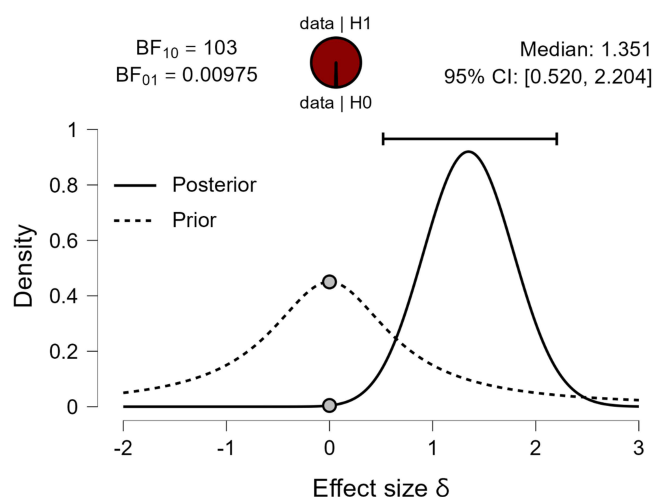 data | H1
BF₁₀ = 103
BF₀₁ = 0.00975
Median: 1.351
95% CI: [0.520, 2.204]
data | H0
1
0.8
0.6
0.4
0.2
0
Density
Posterior
Prior
-2 -1 0 1 2 3
Effect size δ